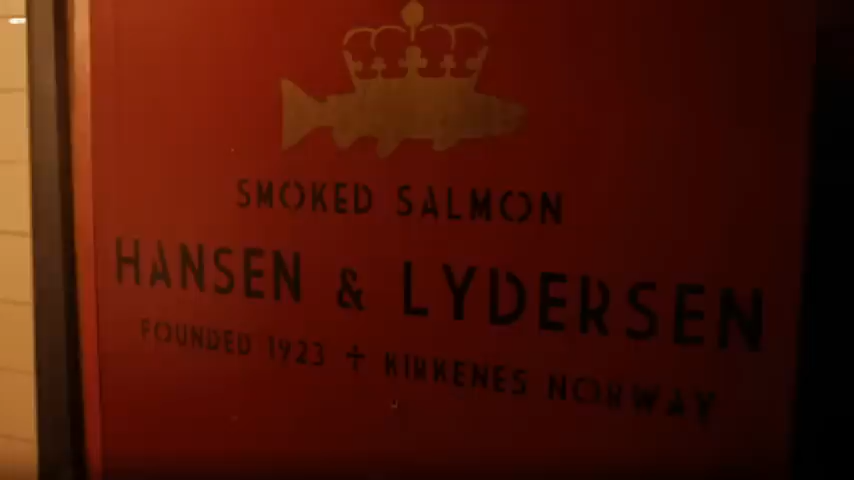 SMOKED SALMON
HANSEN & LYDERSEN
FOUNDED 1923 + KIRKENES NORWAY